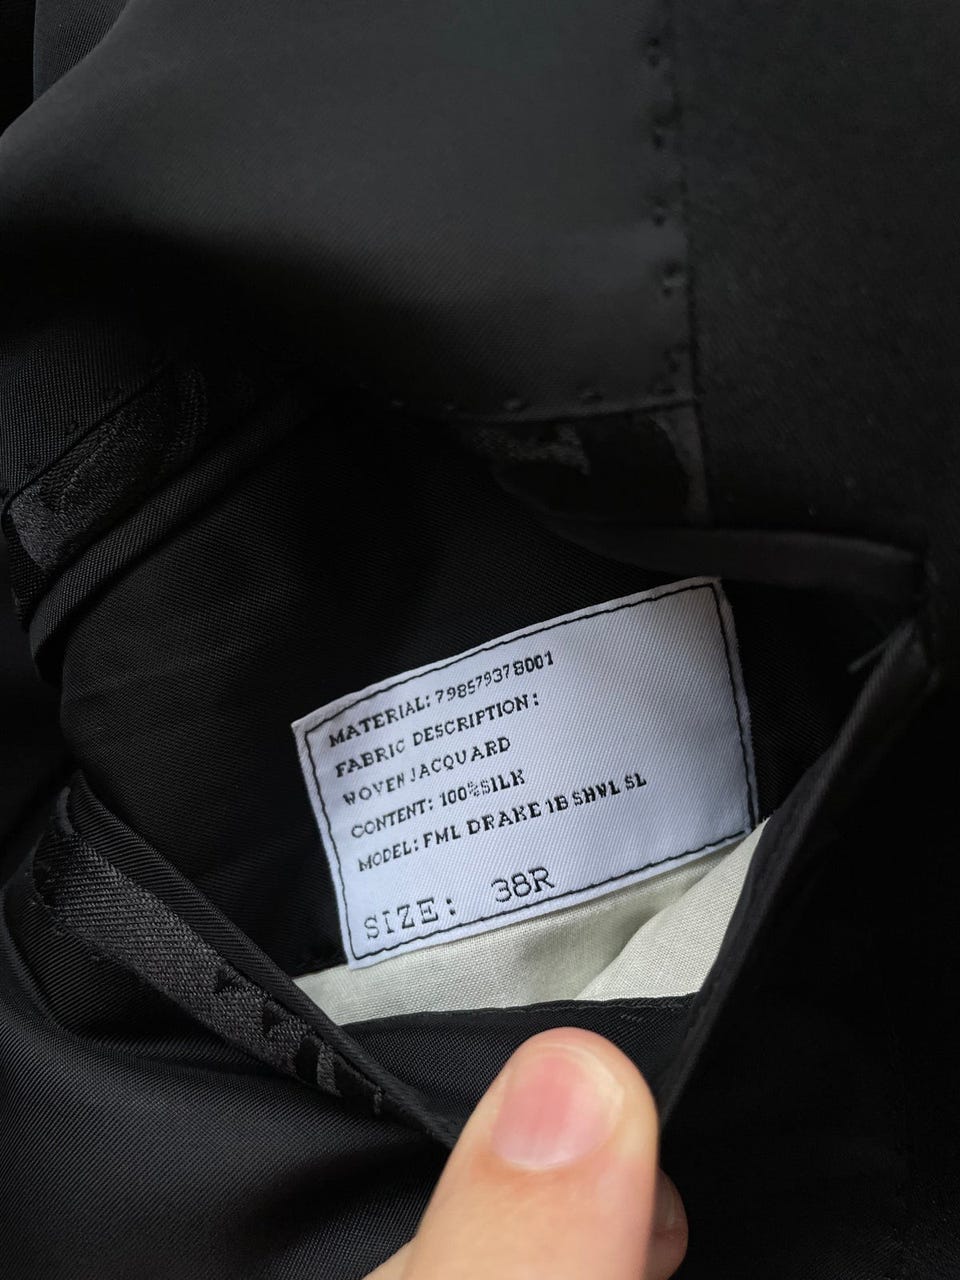 MATERIAL: 798579378001
FABRIC DESCRIPTION:
WOVEN JACQUARD
CONTENT: 100%SILK
MODEL: FML DRAKE 1B SHWL SL
SIZE: 38R